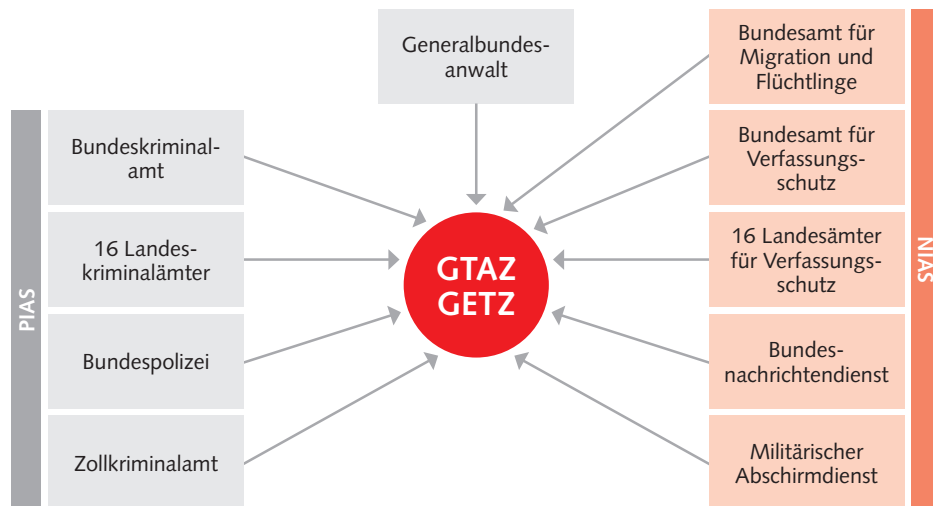 Generalbundes-
anwalt
PIAS
Bundeskriminal-
amt
16 Landes-
kriminalämter
Bundespolizei
Zollkriminalamt
GTAZ
GETZ
Bundesamt für
Migration und
Flüchtlinge
Bundesamt für
Verfassungs-
schutz
16 Landesämter
für Verfassungs-
schutz
Bundes-
nachrichtendienst
Militärischer
Abschirmdienst
NIAS